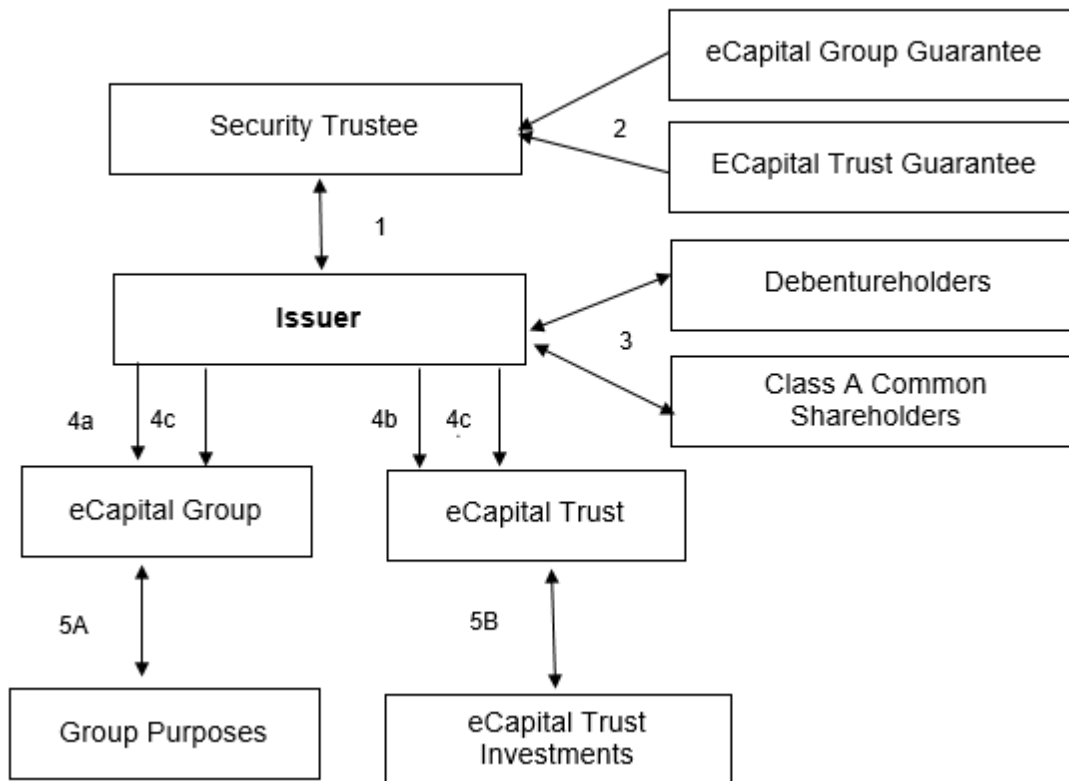 eCapital Group Guarantee
Security Trustee
2
ECapital Trust Guarantee
1
Debentureholders
Issuer
3
Class A Common
Shareholders
4a
4c
4b
4c
eCapital Group
eCapital Trust
5A
5B
Group Purposes
eCapital Trust
Investments